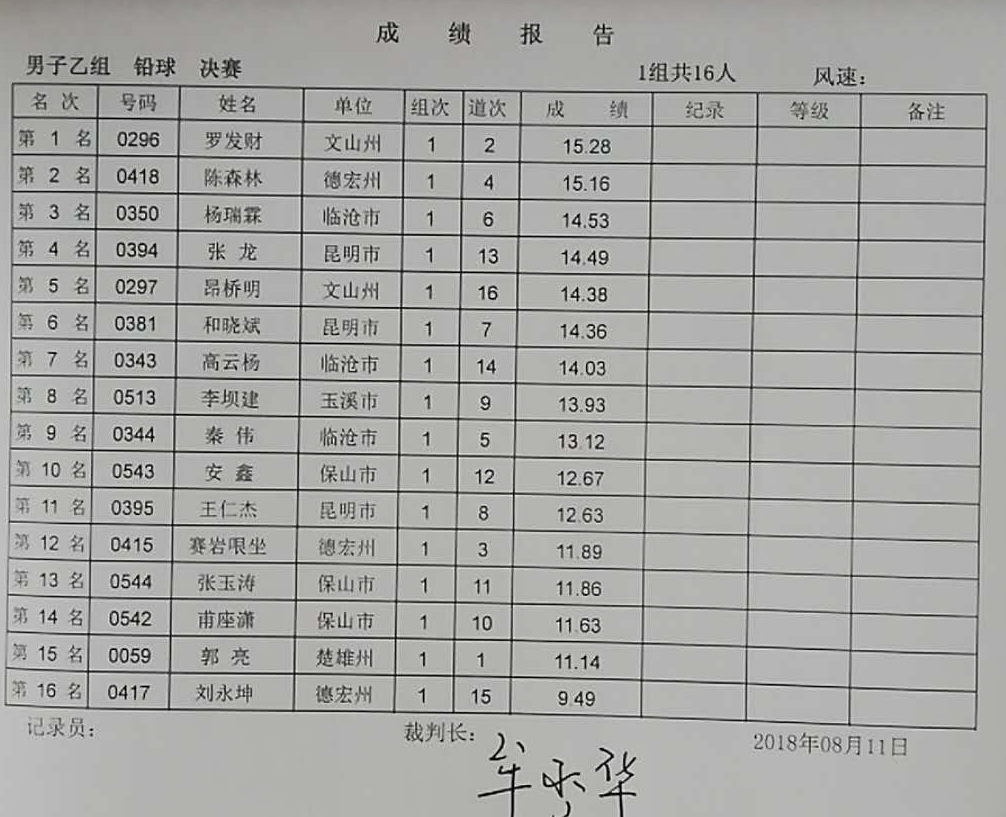 成 绩 报 告
男子乙组 铅球 决赛 1组共16人 风速：
名 次 号码 姓名 单位 组次 道次 成 绩 纪录 等级 备注
第 1 名 0296 罗发财 文山州 1 2 15.28
第 2 名 0418 陈森林 德宏州 1 4 15.16
第 3 名 0350 杨瑞霖 临沧市 1 6 14.53
第 4 名 0394 张 龙 昆明市 1 13 14.49
第 5 名 0297 昂桥明 文山州 1 16 14.38
第 6 名 0381 和晓斌 昆明市 1 7 14.36
第 7 名 0343 高云杨 临沧市 1 14 14.03
第 8 名 0513 李坝建 玉溪市 1 9 13.93
第 9 名 0344 秦 伟 临沧市 1 5 13.12
第 10 名 0543 安 鑫 保山市 1 12 12.67
第 11 名 0395 王仁杰 昆明市 1 8 12.63
第 12 名 0415 赛岩哏坐 德宏州 1 3 11.89
第 13 名 0544 张玉涛 保山市 1 11 11.86
第 14 名 0542 甫座潇 保山市 1 10 11.63
第 15 名 0059 郭 亮 楚雄州 1 1 11.14
第 16 名 0417 刘永坤 德宏州 1 15 9.49
记录员： 裁判长： 2018年08月11日